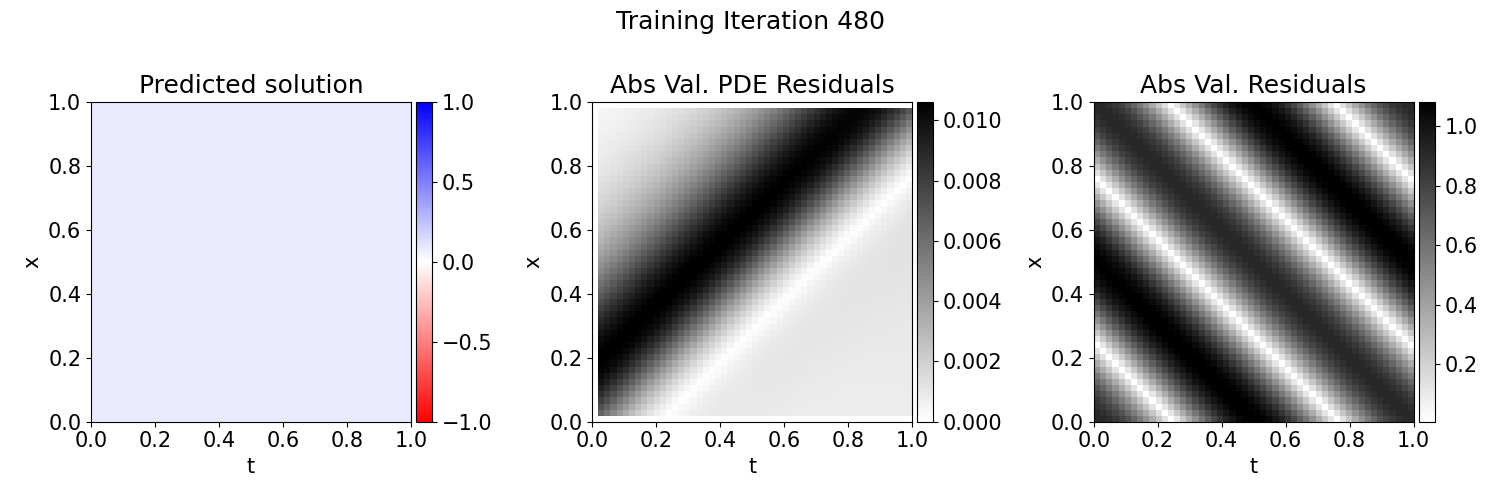 Training Iteration 480
Predicted solution
1.0
0.8
0.6
0.4
0.2
0.0
x
0.0 0.2 0.4 0.6 0.8 1.0
t
1.0
0.5
0.0
−0.5
−1.0
Abs Val. PDE Residuals
1.0
0.8
0.6
0.4
0.2
0.0
x
0.0 0.2 0.4 0.6 0.8 1.0
t
0.010
0.008
0.006
0.004
0.002
0.000
Abs Val. Residuals
1.0
0.8
0.6
0.4
0.2
0.0
x
0.0 0.2 0.4 0.6 0.8 1.0
t
1.0
0.8
0.6
0.4
0.2